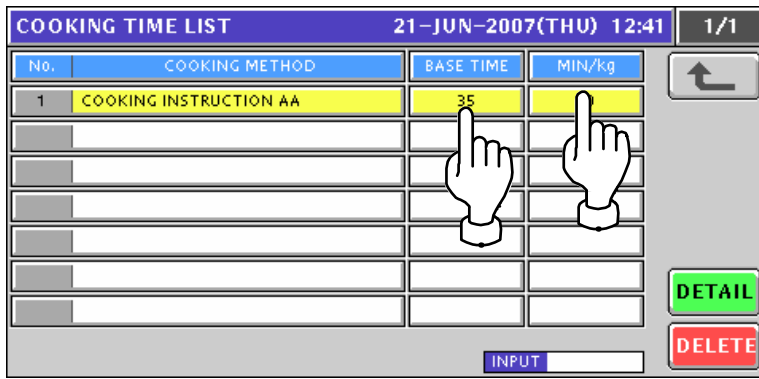 COOKING TIME LIST 21-JUN-2007(THU) 12:41 1/1
No. COOKING METHOD BASE TIME MIN/kg
1 COOKING INSTRUCTION AA 35
DETAIL
DELETE
INPUT